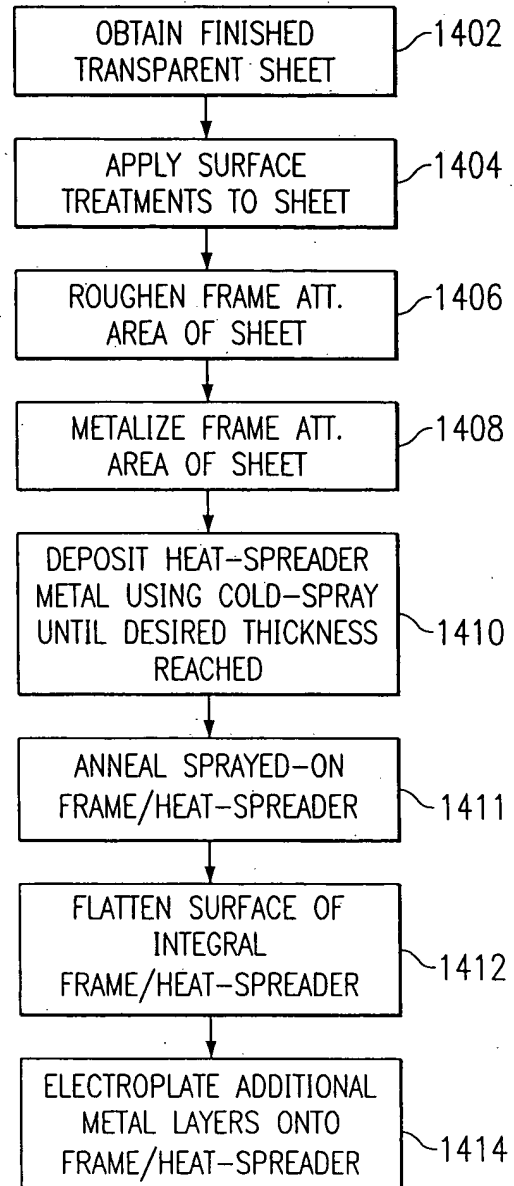 OBTAIN FINISHED
TRANSPARENT SHEET
1402
APPLY SURFACE
TREATMENTS TO SHEET
1404
ROUGHEN FRAME ATT.
AREA OF SHEET
1406
METALIZE FRAME ATT.
AREA OF SHEET
1408
DEPOSIT HEAT-SPREADER
METAL USING COLD-SPRAY
UNTIL DESIRED THICKNESS
REACHED
1410
ANNEAL SPRAYED-ON
FRAME/HEAT-SPREADER
1411
FLATTEN SURFACE OF
INTEGRAL
FRAME/HEAT-SPREADER
1412
ELECTROPLATE ADDITIONAL
METAL LAYERS ONTO
FRAME/HEAT-SPREADER
1414